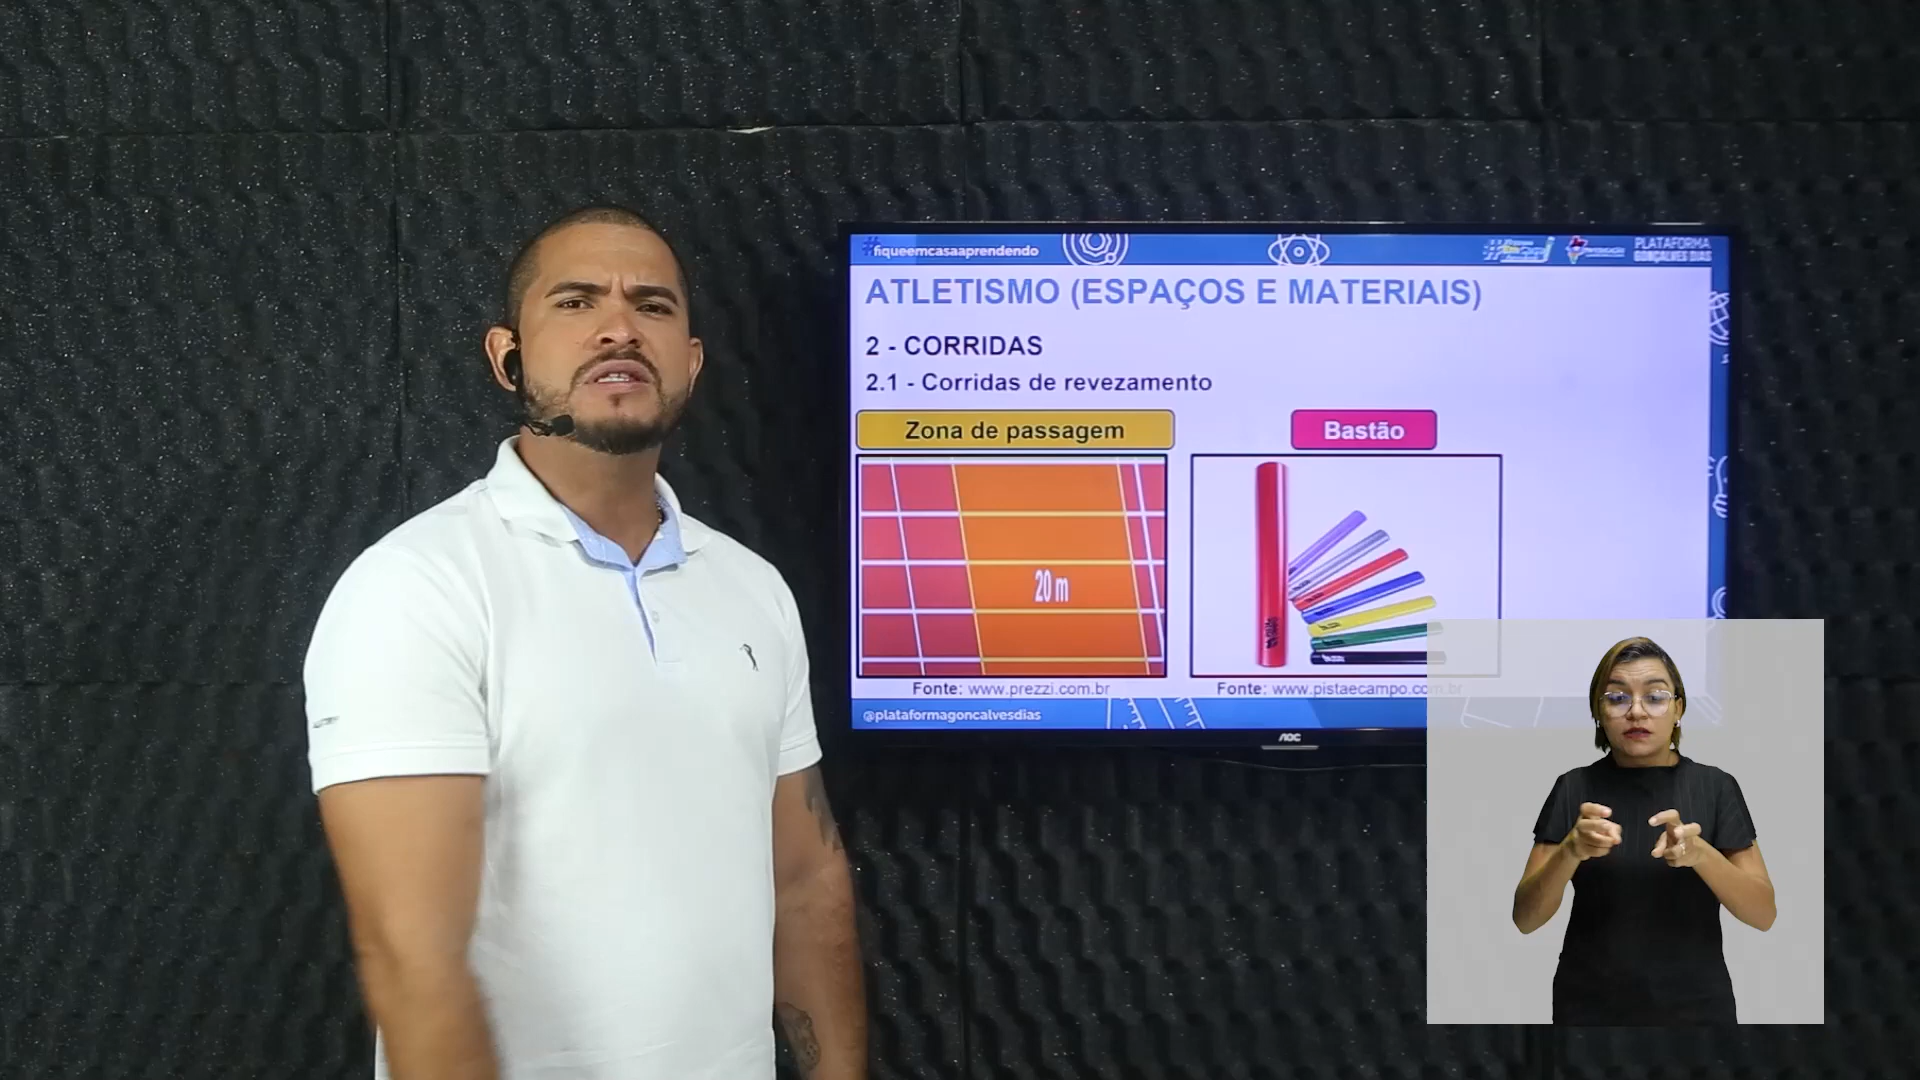 #fiqueemcasaaprendendo
PLATAFORMA
GONÇALVES DIAS
ATLETISMO (ESPAÇOS E MATERIAIS)
2 - CORRIDAS
2.1 - Corridas de revezamento
Zona de passagem
Bastão
20 m
Fonte: www.prezzi.com.br
Fonte: www.pistaecampo.com.br
@plataformagoncalvesdias
AOC